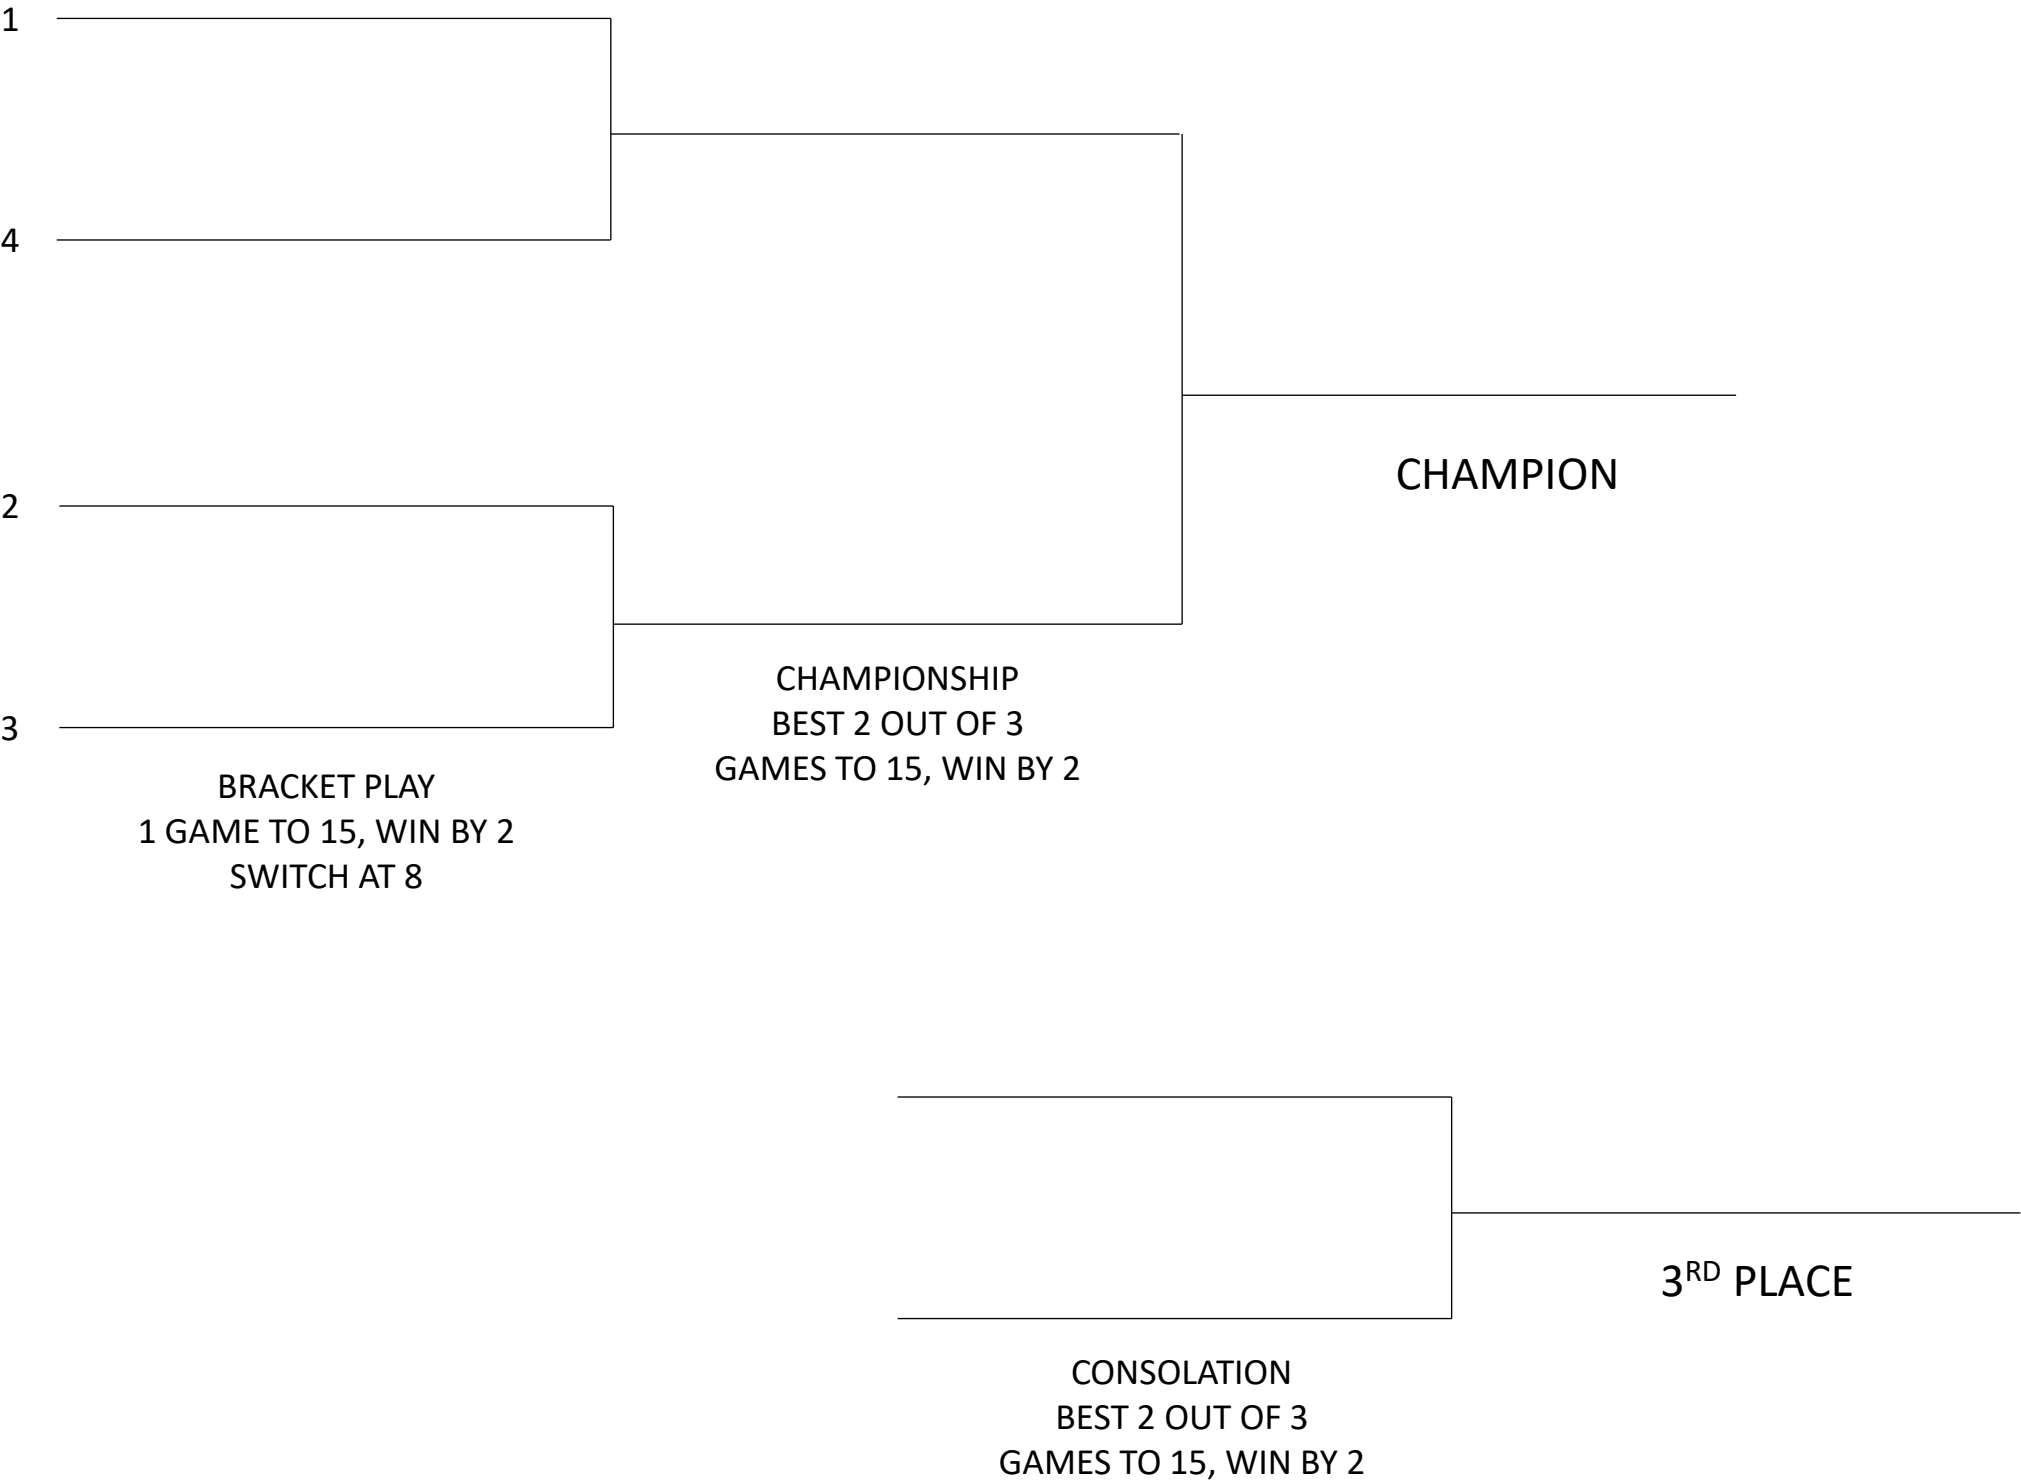 1
4
2
3
CHAMPION
CHAMPIONSHIP
BEST 2 OUT OF 3
GAMES TO 15, WIN BY 2
BRACKET PLAY
1 GAME TO 15, WIN BY 2
SWITCH AT 8
3RD PLACE
CONSOLATION
BEST 2 OUT OF 3
GAMES TO 15, WIN BY 2